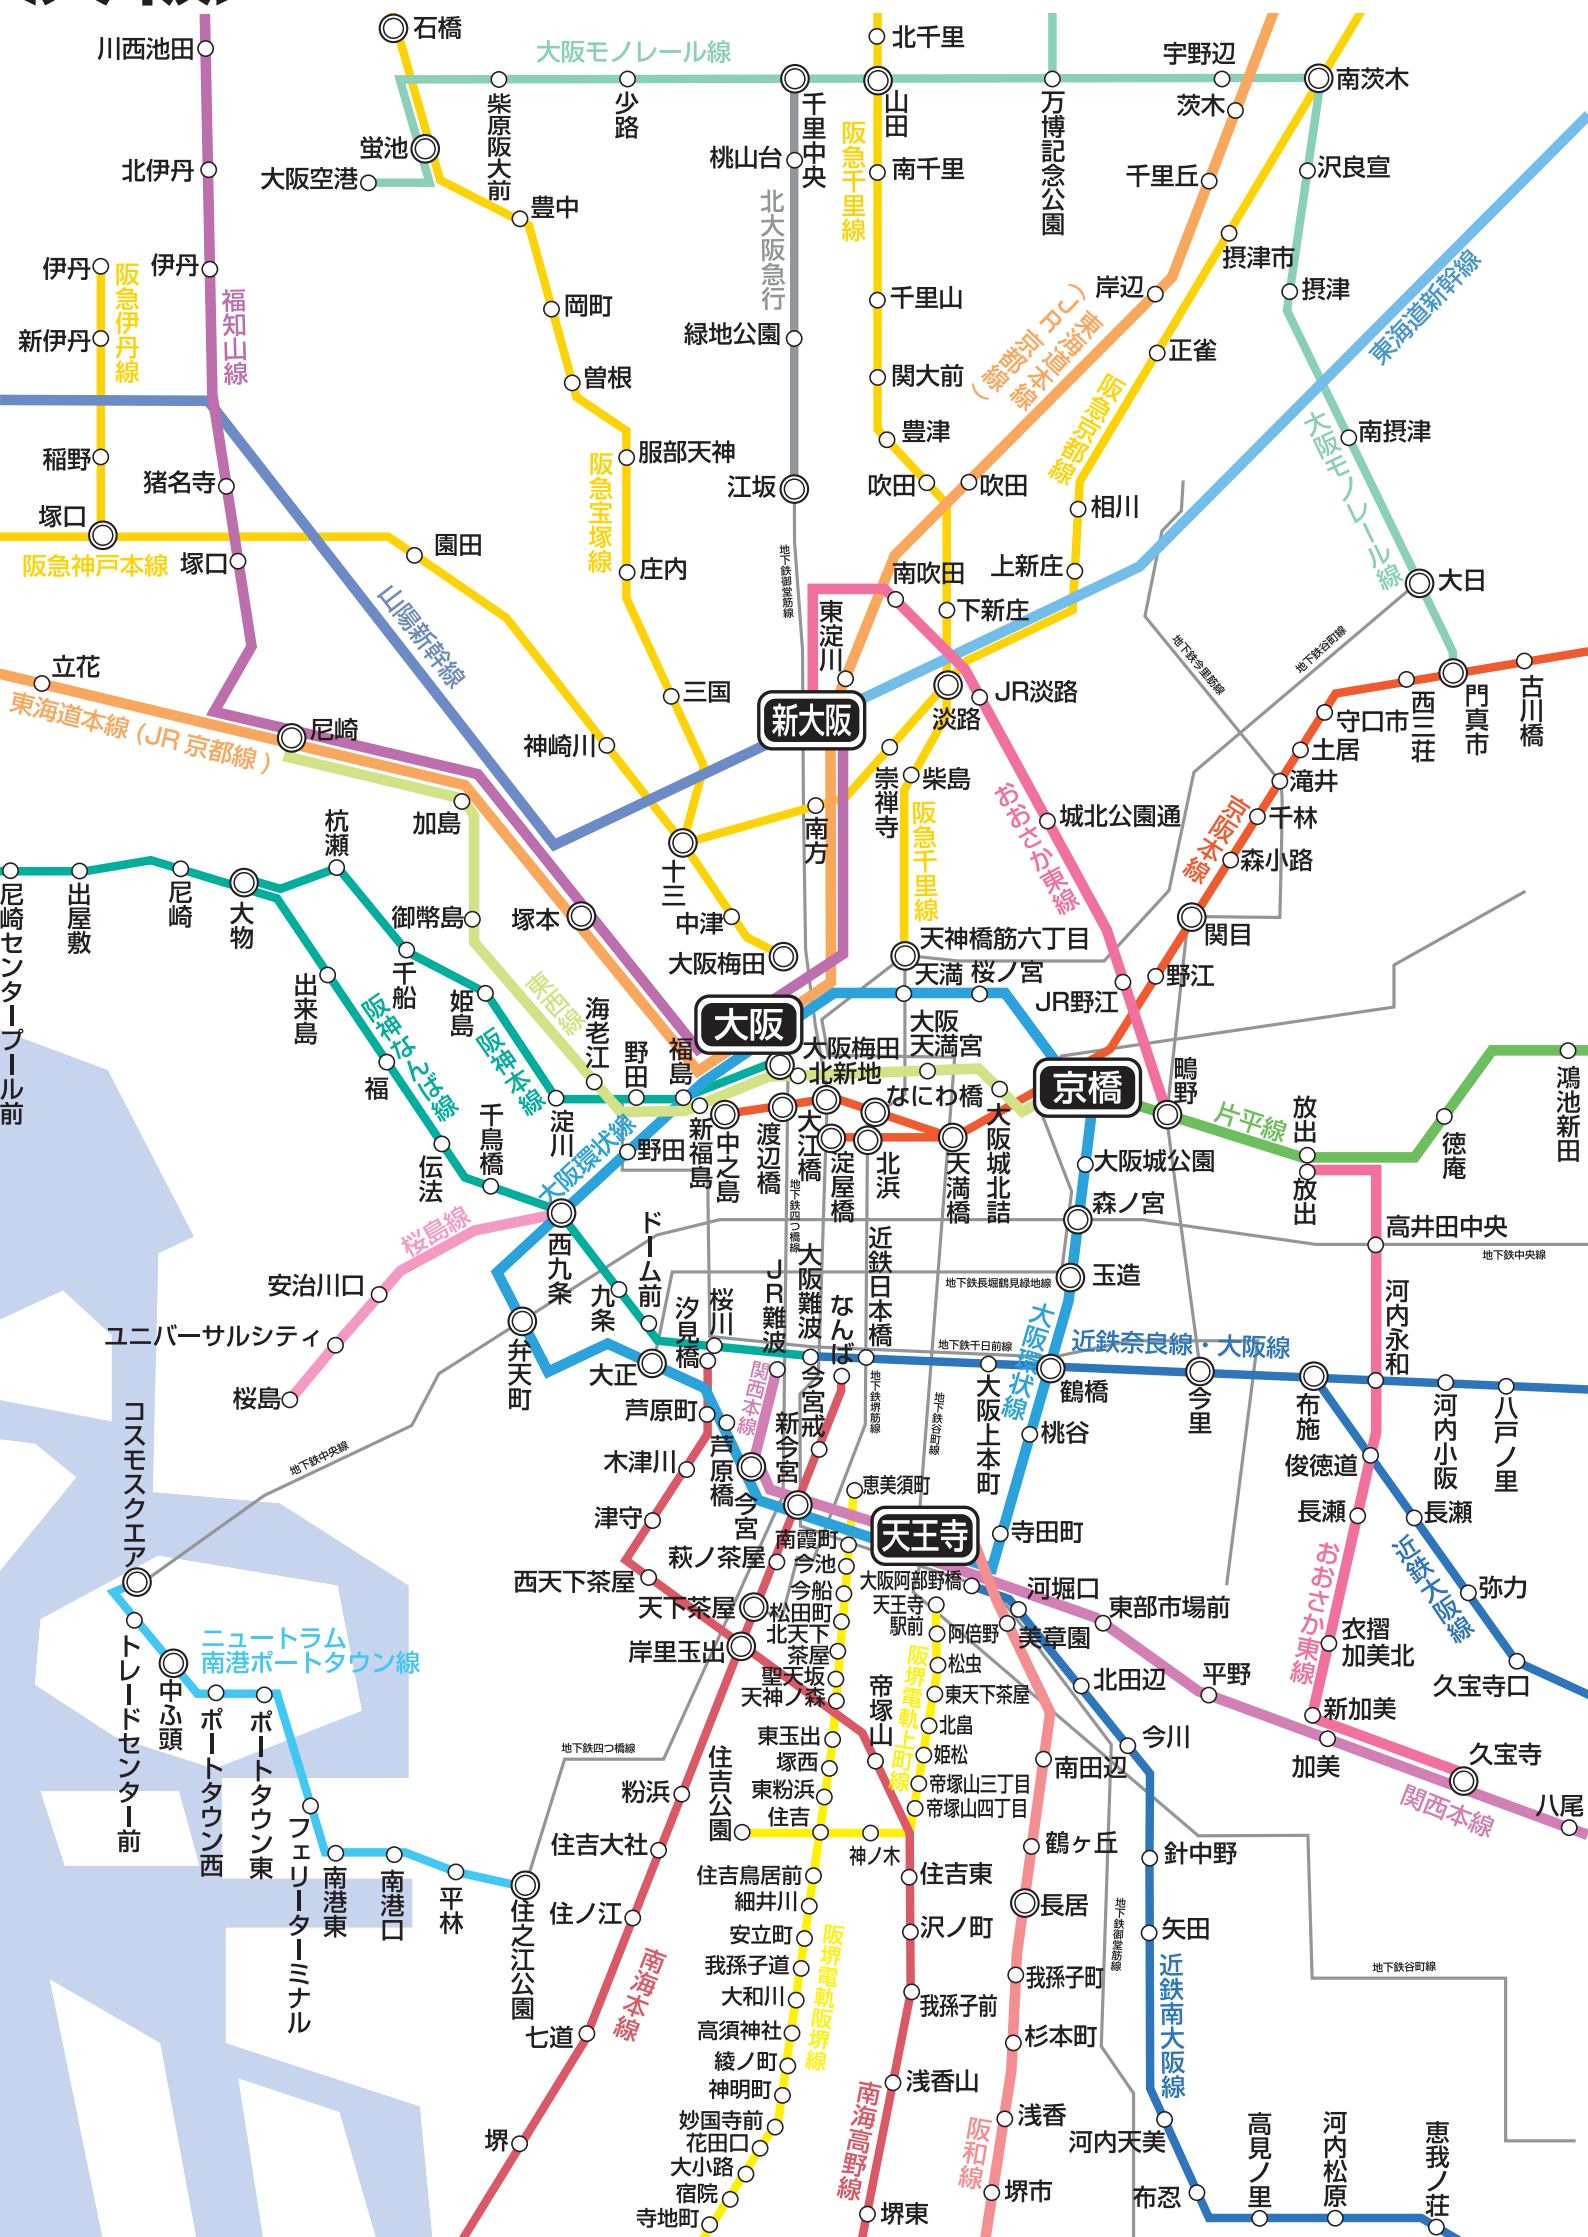 石橋
北千里
川西池田
大阪モノレール線
宇野辺
南茨木
柴原阪大前
少路
千里中央
山田
万博記念公園
茨木
蛍池
阪急千里線
桃山台
南千里
千里丘
沢良宜
北伊丹
大阪空港
豊中
北大阪急行
摂津市
伊丹
伊丹
阪急伊丹線
福知山線
岡町
千里山
岸辺
摂津
東海道新幹線
新伊丹
緑地公園
東海道本線
(JR京都線)
正雀
曽根
関大前
阪急京都線
豊津
大阪モノレール線
南摂津
稲野
猪名寺
服部天神
阪急宝塚線
江坂
吹田
吹田
塚口
相川
阪急神戸本線
塚口
園田
庄内
地下鉄御堂筋線
南吹田
上新庄
大日
山陽新幹線
東淀川
下新庄
地下鉄今里筋線
地下鉄谷町線
立花
三国
JR淡路
淡路
守口市
西三荘
門真市
古川橋
東海道本線(JR京都線)
尼崎
神崎川
新大阪
土居
崇禅寺
柴島
滝井
加島
杭瀬
南方
阪急千里線
おおさか東線
城北公園通
京阪本線
千林
森小路
尼崎センタープール前
出屋敷
尼崎
大物
十三
御幣島
塚本
中津
大阪梅田
天神橋筋六丁目
関目
出来島
千船
姫島
東西線
海老江
天満
桜ノ宮
JR野江
野江
阪神なんば線
阪神本線
大阪
大阪天満宮
福
野田
福島
大阪梅田
北新地
京橋
鴫野
鴻池新田
千鳥橋
淀川
なにわ橋
片平線
放出
徳庵
伝法
大阪環状線
野田
新福島
中之島
渡辺橋
大江橋
淀屋橋
北浜
天満橋
大阪城北詰
大阪城公園
放出
桜島線
西九条
ドーム前
地下鉄四つ橋線
森ノ宮
高井田中央
地下鉄中央線
安治川口
九条
汐見橋
桜川
JR難波
大阪難波
なんば
近鉄日本橋
地下鉄長堀鶴見緑地線
玉造
河内永和
ユニバーサルシティ
弁天町
大正
地下鉄千日前線
近鉄奈良線・大阪線
桜島
関西本線
今宮戎
地下鉄堺筋線
地下鉄谷町線
大阪上本町
大阪環状線
鶴橋
今里
布施
河内小阪
八戸ノ里
コスモスクエア
芦原町
芦原橋
新今宮
桃谷
地下鉄中央線
木津川
今宮
恵美須町
俊徳道
津守
天王寺
寺田町
長瀬
長瀬
南霞町
萩ノ茶屋
今池
おおさか東線
近鉄大阪線
弥刀
西天下茶屋
今船
大阪阿部野橋
河堀口
天下茶屋
松田町
天王寺駅前
東部市場前
トレードセンター前
ニュートラム
南港ポートタウン線
岸里玉出
北天下茶屋
阿倍野
美章園
衣摺加美北
中ふ頭
聖天坂
松虫
北田辺
平野
久宝寺口
天神ノ森
帝塚山
阪堺電軌上町線
東天下茶屋
新加美
ポートタウン西
ポートタウン東
東玉出
北畠
今川
地下鉄四つ橋線
住吉公園
塚西
姫松
南田辺
加美
久宝寺
フェリーターミナル
粉浜
東粉浜
帝塚山三丁目
住吉
帝塚山四丁目
関西本線
八尾
南港東
南港口
平林
住吉大社
神ノ木
鶴ヶ丘
針中野
住吉鳥居前
住吉東
住之江公園
住ノ江
細井川
長居
地下鉄御堂筋線
安立町
阪堺電軌阪堺線
沢ノ町
矢田
南海本線
我孫子道
我孫子町
近鉄南大阪線
地下鉄谷町線
七道
大和川
我孫子前
高須神社
杉本町
綾ノ町
浅香山
神明町
南海高野線
浅香
堺
妙国寺前
阪和線
河内天美
高見ノ里
河内松原
恵我ノ荘
花田口
大小路
宿院
堺市
布忍
寺地町
堺東